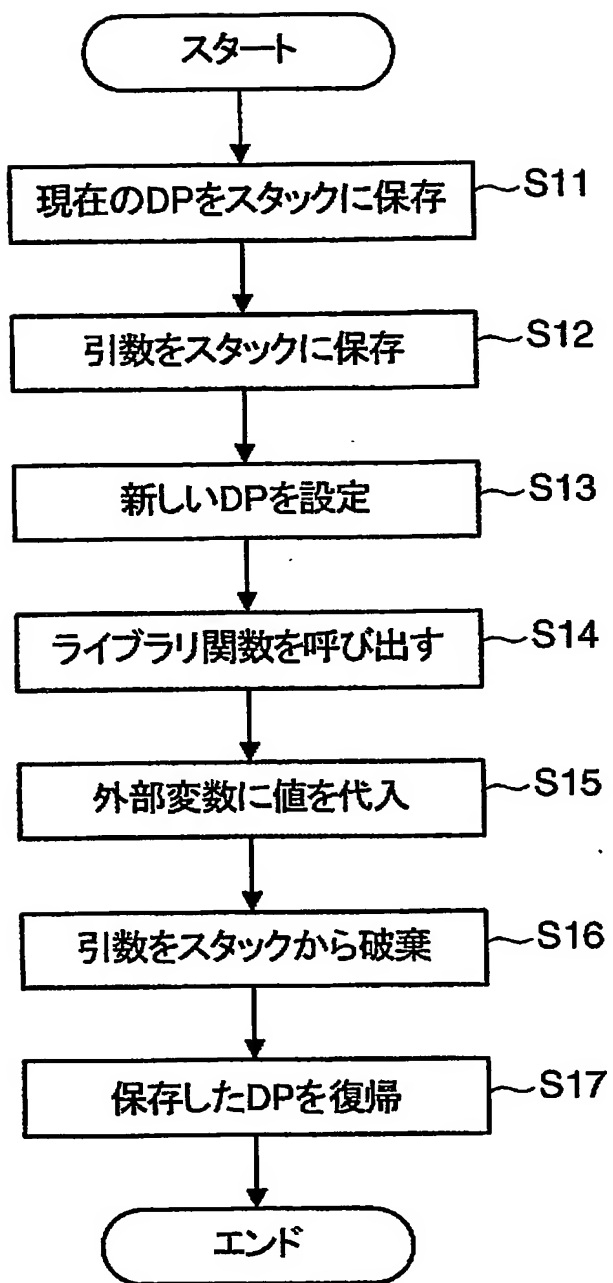 スタート
現在のDPをスタックに保存 S11
引数をスタックに保存 S12
新しいDPを設定 S13
ライブラリ関数を呼び出す S14
外部変数に値を代入 S15
引数をスタックから破棄 S16
保存したDPを復帰 S17
エンド